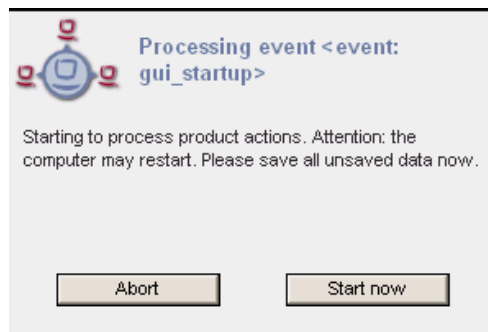 Processing event <event:
gui_startup>
Starting to process product actions. Attention: the
computer may restart. Please save all unsaved data now.
Abort
Start now